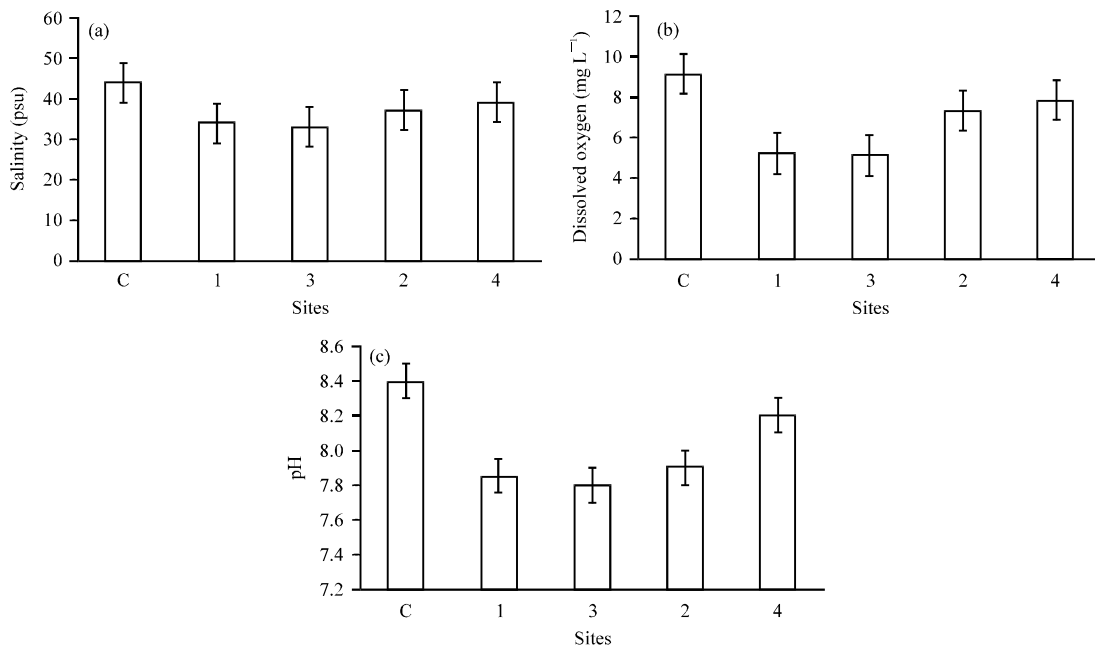 (a)
Salinity (psu)
60
50
40
30
20
10
0
C 1 3 2 4
Sites
(b)
Dissolved oxygen (mg L⁻¹)
12
10
8
6
4
2
0
C 1 3 2 4
Sites
(c)
pH
8.6
8.4
8.2
8.0
7.8
7.6
7.4
7.2
C 1 3 2 4
Sites